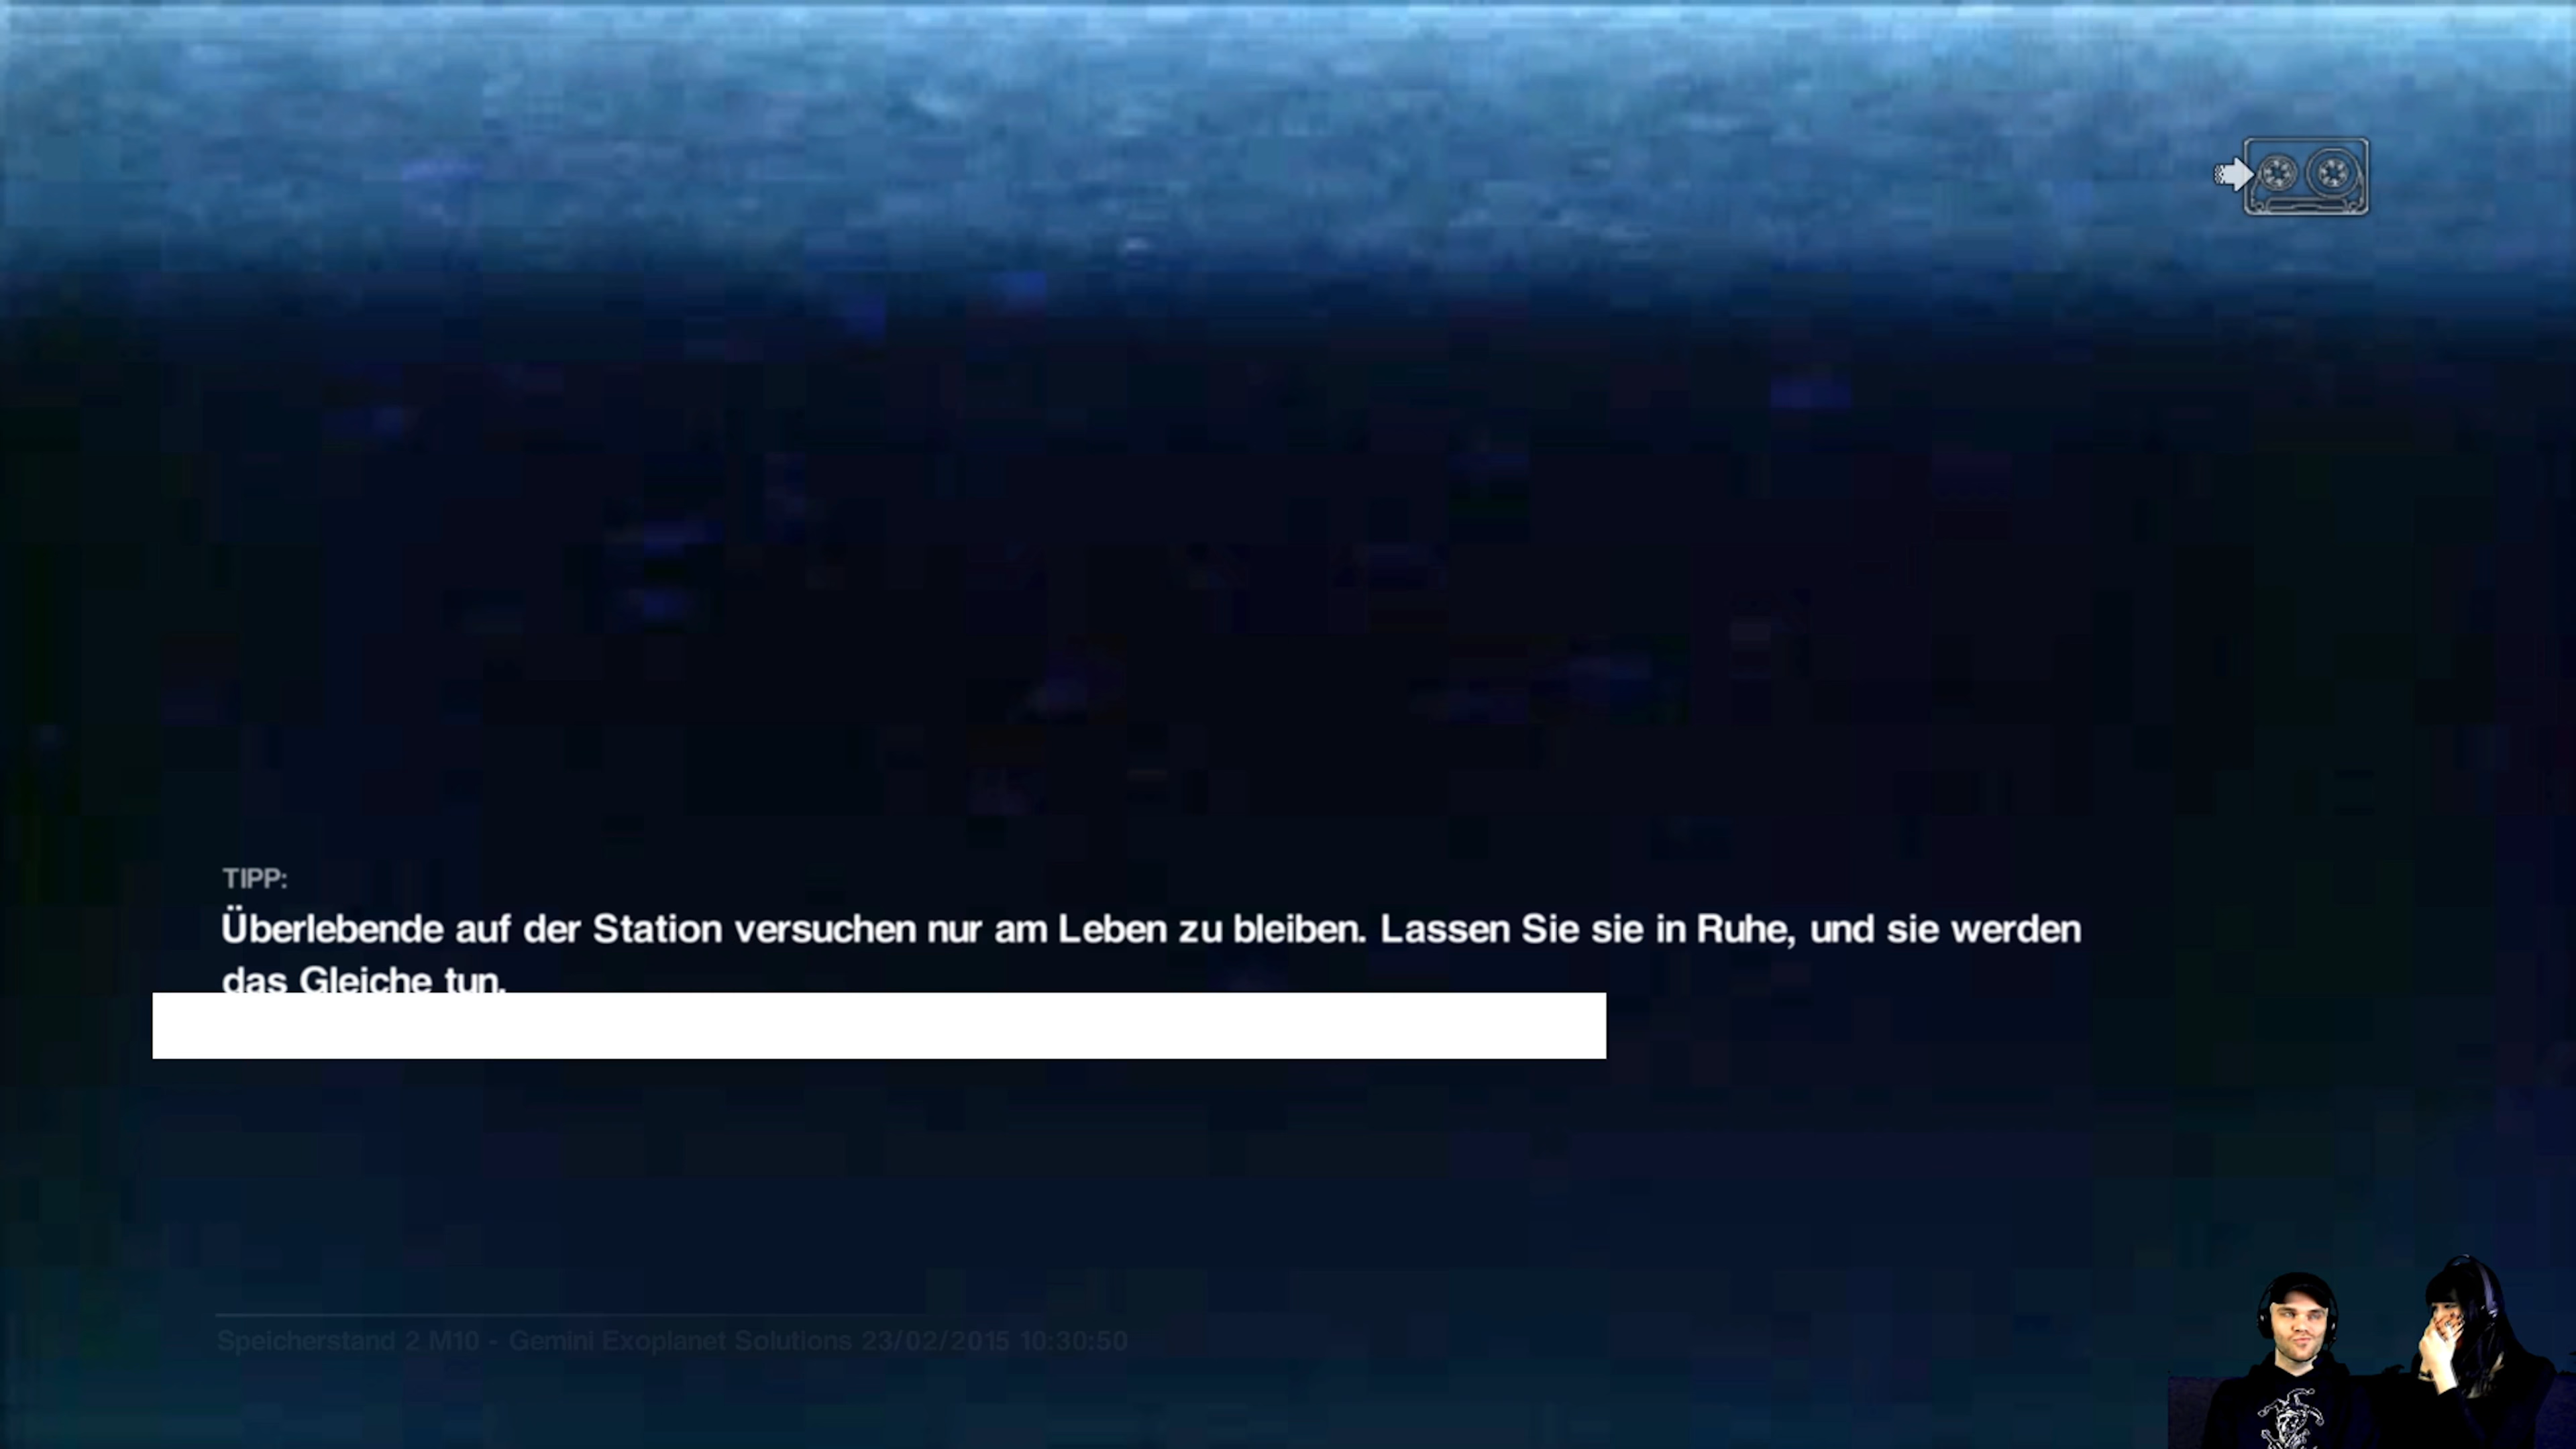 TIPP:
Überlebende auf der Station versuchen nur am Leben zu bleiben. Lassen Sie sie in Ruhe, und sie werden
das Gleiche tun.
Speicherstand 2 M10 - Gemini Exoplanet Solutions 23/02/2015 10:30:50